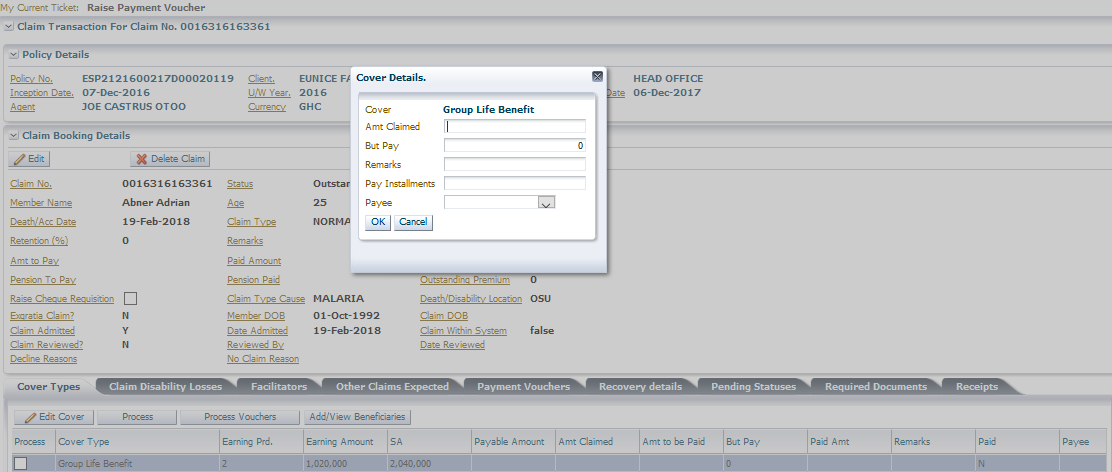 My Current Ticket: Raise Payment Voucher
Claim Transaction For Claim No. 0016316163361
Policy Details
Policy No. ESP2121600217D00020119 Client. EUNICE FA HEAD OFFICE
Inception Date. 07-Dec-2016 U/W Year. 2016 Date 06-Dec-2017
Agent JOE CASTRUS OTOO Currency GHC
Cover Details.
Cover Group Life Benefit
Amt Claimed
But Pay 0
Remarks
Pay Installments
Payee
OK Cancel
Claim Booking Details
Edit Delete Claim
Claim No. 0016316163361 Status Outstan
Member Name Abner Adrian Age 25
Death/Acc Date 19-Feb-2018 Claim Type NORMA
Retention (%) 0 Remarks
Amt to Pay Paid Amount
Pension To Pay Pension Paid Outstanding Premium 0
Raise Cheque Requisition Claim Type Cause MALARIA Death/Disability Location OSU
Exgratia Claim? N Member DOB 01-Oct-1992 Claim DOB
Claim Admitted Y Date Admitted 19-Feb-2018 Claim Within System false
Claim Reviewed? N Reviewed By Date Reviewed
Decline Reasons No Claim Reason
Cover Types Claim Disability Losses Facilitators Other Claims Expected Payment Vouchers Recovery details Pending Statuses Required Documents Receipts
Edit Cover Process Process Vouchers Add/View Beneficiaries
Process Cover Type Earning Prd. Earning Amount SA Payable Amount Amt Claimed Amt to be Paid But Pay Paid Amt Remarks Paid Payee
Group Life Benefit 2 1,020,000 2,040,000 0 N